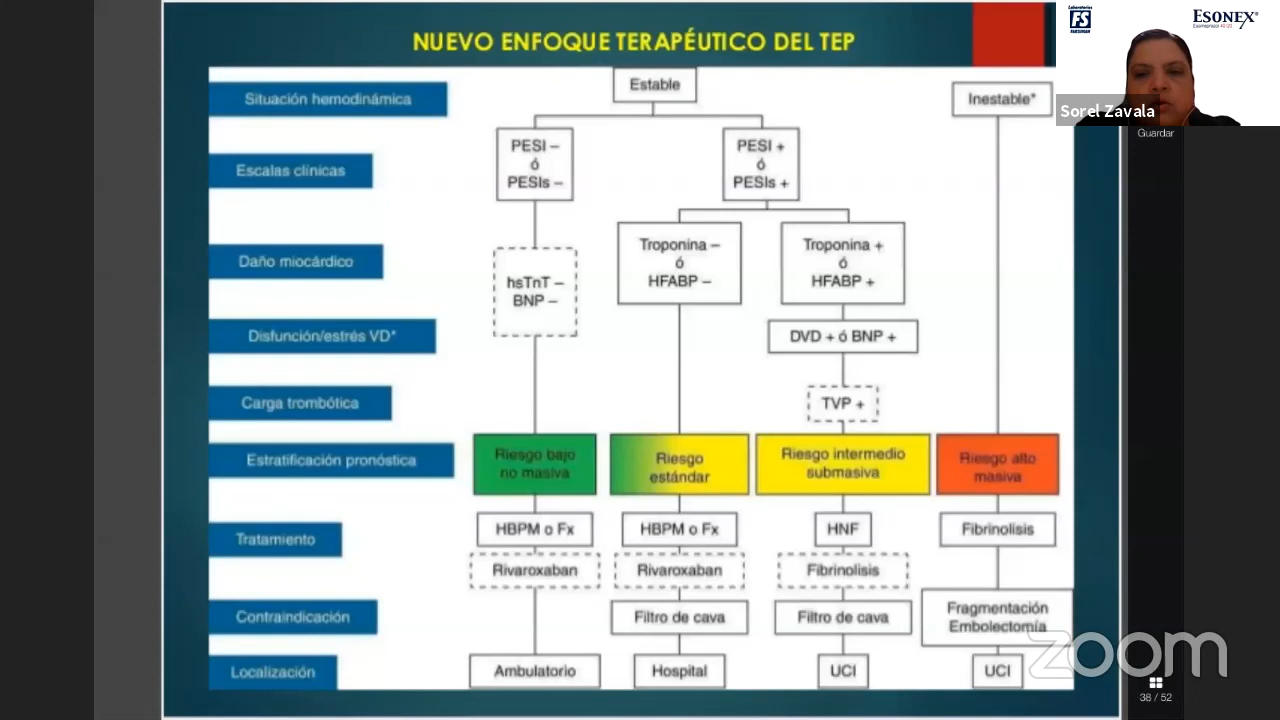 NUEVO ENFOQUE TERAPÉUTICO DEL TEP
Laboratorios
FS
FARSIMAN
ESONEX®
Sorel Zavala
Guardar
Situación hemodinámica
Estable
Inestable*
Escalas clínicas
PESI –
ó
PESIs –
PESI +
ó
PESIs +
Daño miocárdico
hsTnT –
BNP –
Troponina –
ó
HFABP –
Troponina +
ó
HFABP +
Disfunción/estrés VD*
DVD + ó BNP +
Carga trombótica
TVP +
Estratificación pronóstica
Riesgo bajo
no masiva
Riesgo
estándar
Riesgo intermedio
submasiva
Riesgo alto
masiva
Tratamiento
HBPM o Fx
HBPM o Fx
HNF
Fibrinolisis
Rivaroxaban
Rivaroxaban
Fibrinolisis
Contraindicación
Filtro de cava
Filtro de cava
Fragmentación
Embolectomía
Localización
Ambulatorio
Hospital
UCI
UCI
zoom
38 / 52